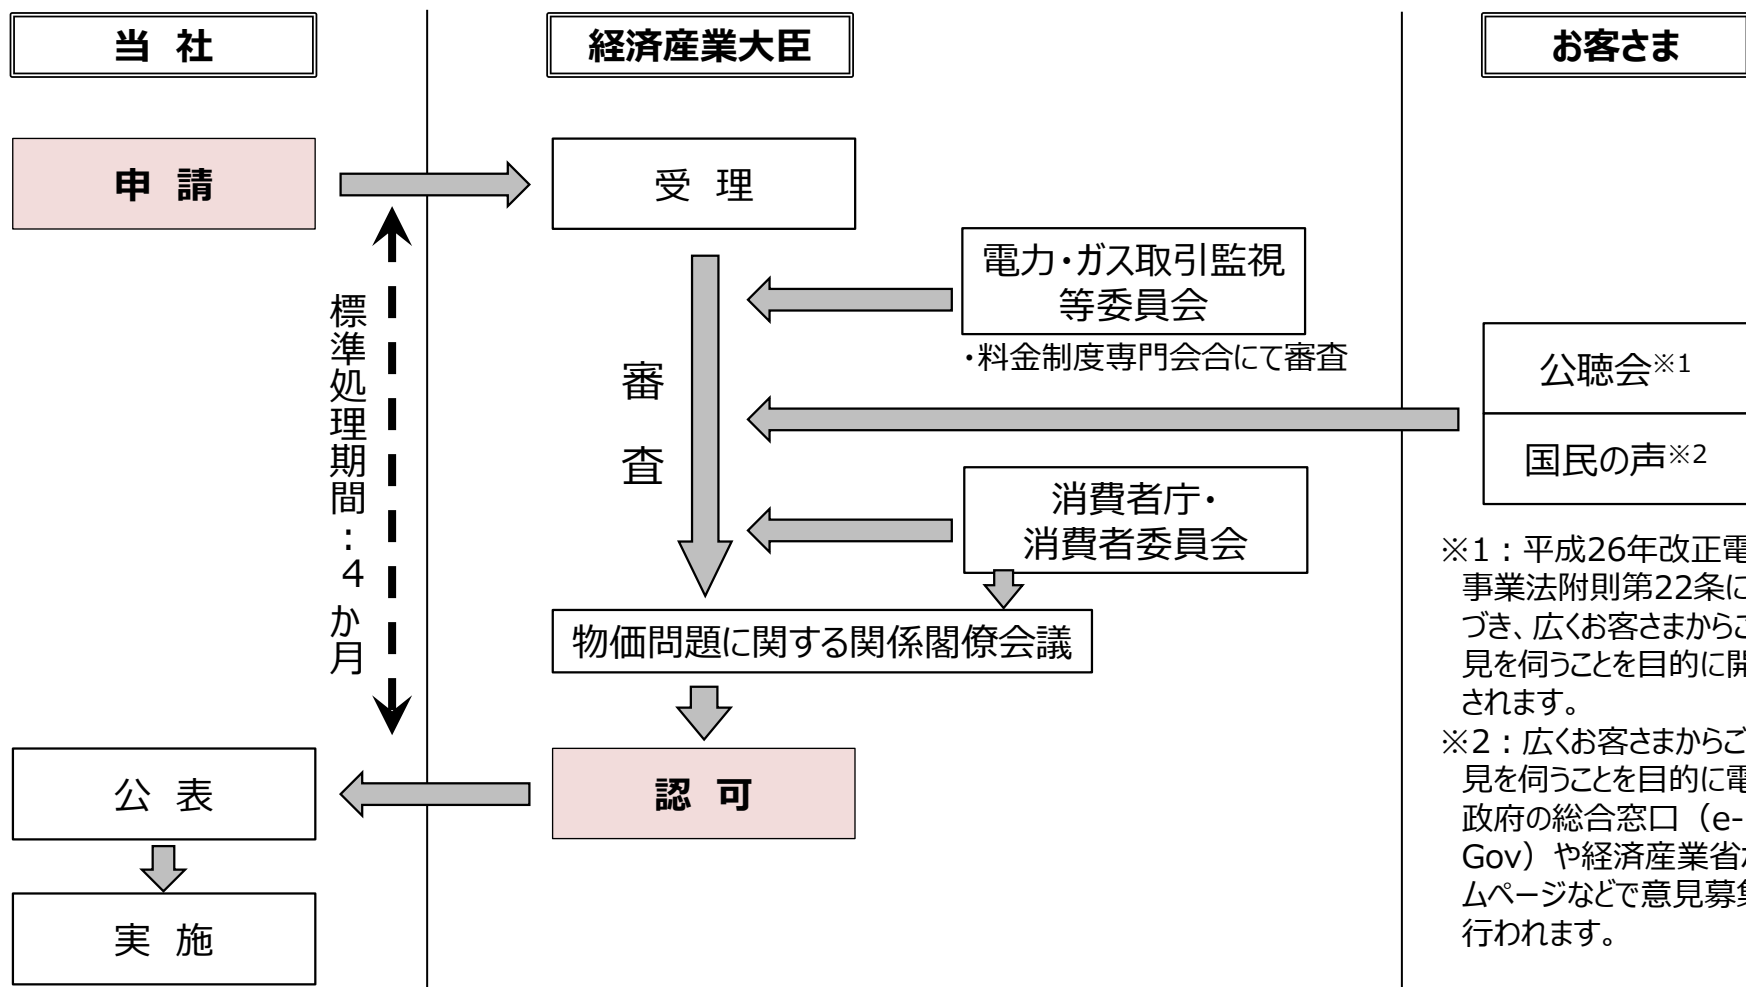 当 社
経済産業大臣
お客さま
申 請
受 理
電力・ガス取引監視
等委員会
・料金制度専門会合にて審査
標準処理期間：４か月
審 査
公聴会※1
国民の声※2
消費者庁・
消費者委員会
物価問題に関する関係閣僚会議
公 表
認 可
実 施
※1：平成26年改正電
事業法附則第22条に
づき、広くお客さまからご
見を伺うことを目的に開
されます。
※2：広くお客さまからご
見を伺うことを目的に電
政府の総合窓口（e-
Gov）や経済産業省ホ
ムページなどで意見募集
行われます。